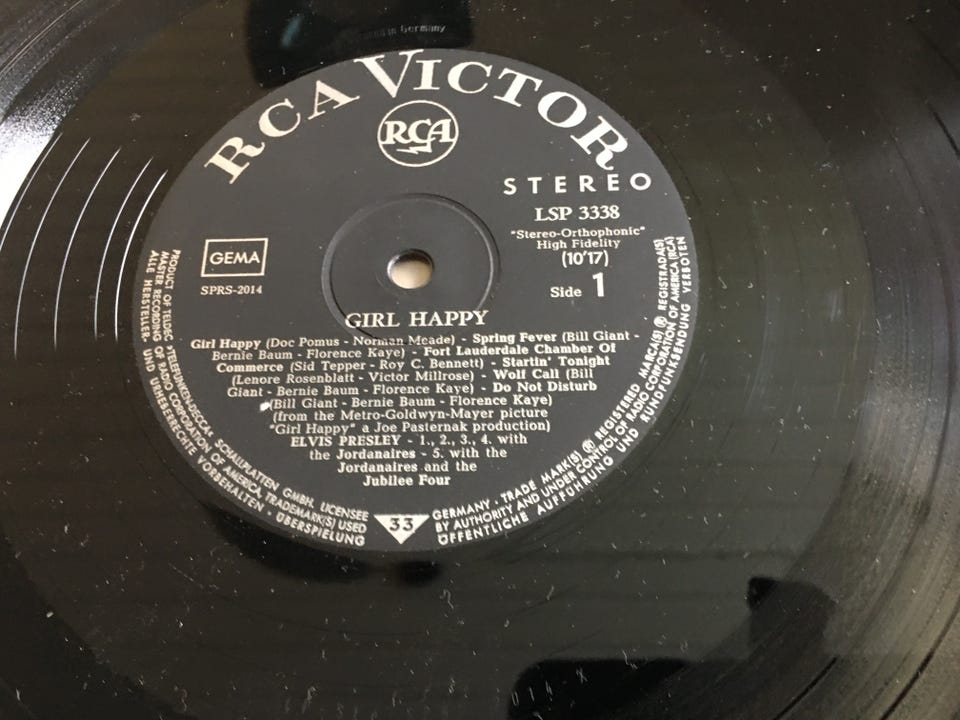 Made in Germany
RCA VICTOR
RCA
STEREO
LSP 3338
"Stereo-Orthophonic"
High Fidelity
(10'17)
Side 1
GEMA
SPRS-2014
GIRL HAPPY
Girl Happy (Doc Pomus - Norman Meade) - Spring Fever (Bill Giant -
Bernie Baum - Florence Kaye) - Fort Lauderdale Chamber Of
Commerce (Sid Tepper - Roy C. Bennett) - Startin' Tonight
(Lenore Rosenblatt - Victor Millrose) - Wolf Call (Bill
Giant - Bernie Baum - Florence Kaye) - Do Not Disturb
(Bill Giant - Bernie Baum - Florence Kaye)
(from the Metro-Goldwyn-Mayer picture
"Girl Happy" a Joe Pasternak production)
ELVIS PRESLEY - 1., 2., 3., 4. with
the Jordanaires - 5. with the
Jordanaires and the
Jubilee Four
33
PRODUCT OF TELDEC »TELEFUNKEN-DECCA« SCHALLPLATTEN GMBH. LICENSEE
MASTER RECORDING OF RADIO CORPORATION OF AMERICA, TRADEMARK(S) USED
ALLE HERSTELLER- UND URHEBERRECHTE VORBEHALTEN · ÜBERSPIELUNG
GERMANY · TRADE MARK(S) ® REGISTERED MARCA(S) ® REGISTRADA(S)
BY AUTHORITY AND UNDER CONTROL OF RADIO CORPORATION OF AMERICA (RCA)
ÖFFENTLICHE AUFFÜHRUNG UND RUNDFUNKSENDUNG VERBOTEN